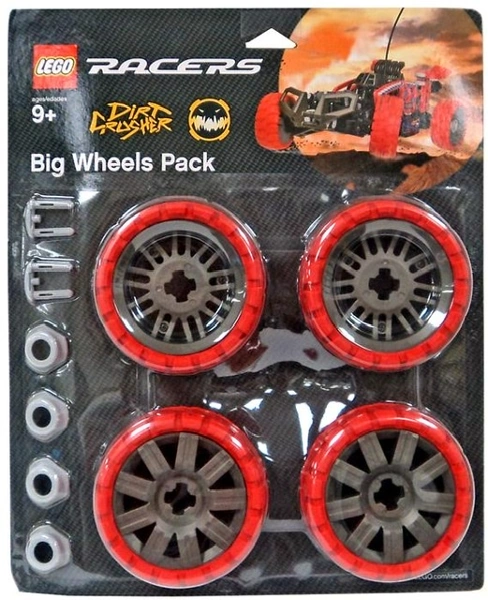 LEGO RACERS
ages/edades
9+
DIRT
CRUSHER
Big Wheels Pack
LEGO.com/racers